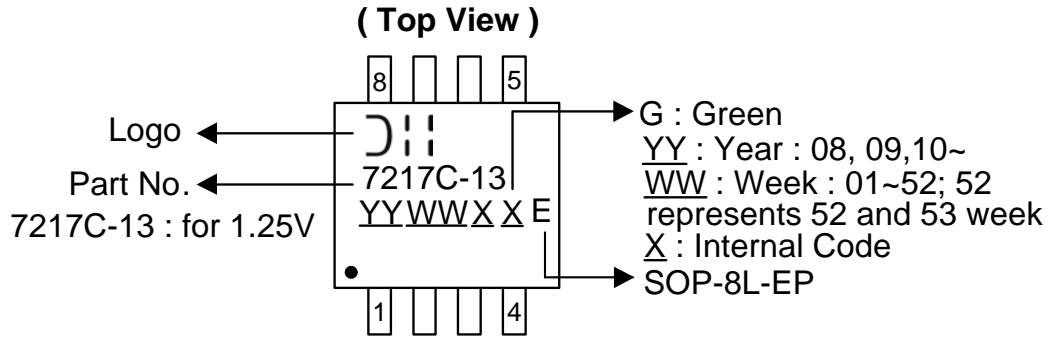 ( Top View )
8 5
Logo
7217C-13
Part No.
7217C-13 : for 1.25V
YYWWX X E
G : Green
YY : Year : 08, 09,10~
WW : Week : 01~52; 52
represents 52 and 53 week
X : Internal Code
SOP-8L-EP
1 4